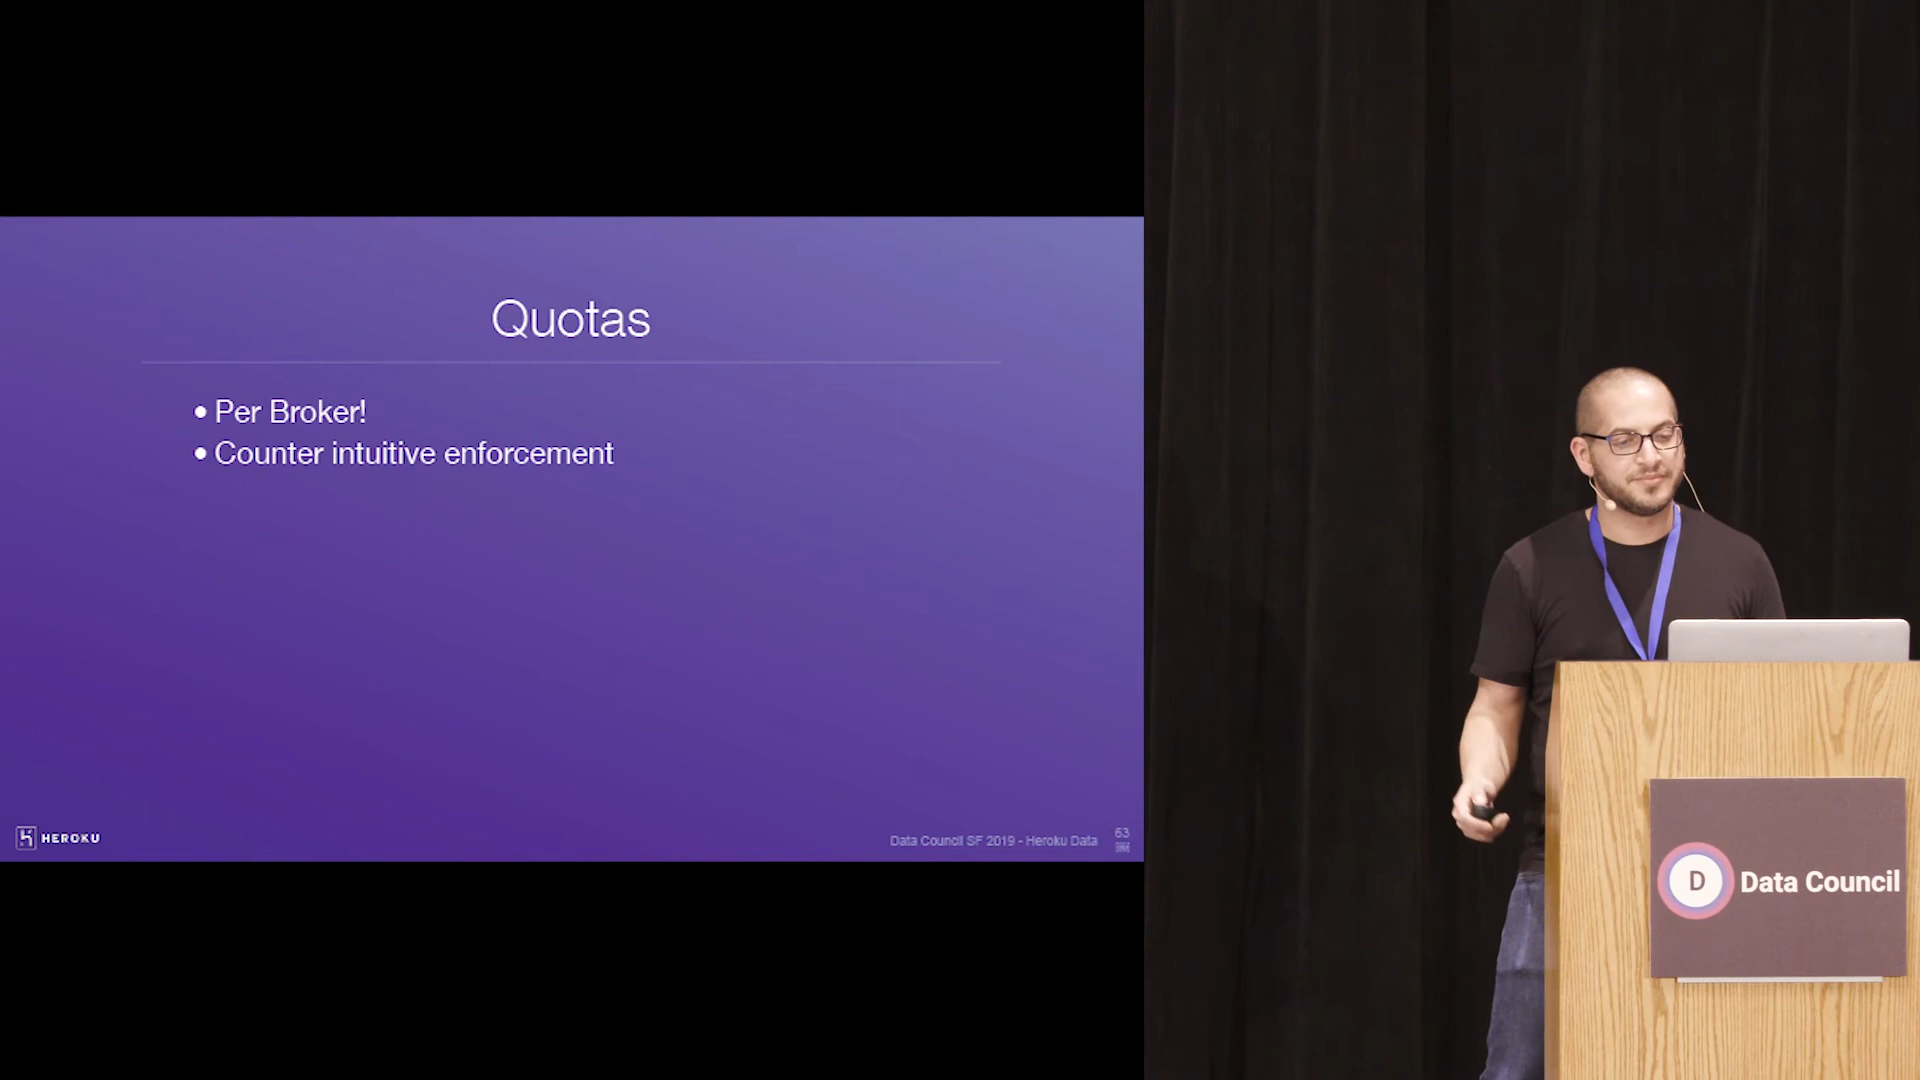 Quotas
• Per Broker!
• Counter intuitive enforcement
HEROKU
Data Council SF 2019 - Heroku Data
63
D
Data Council